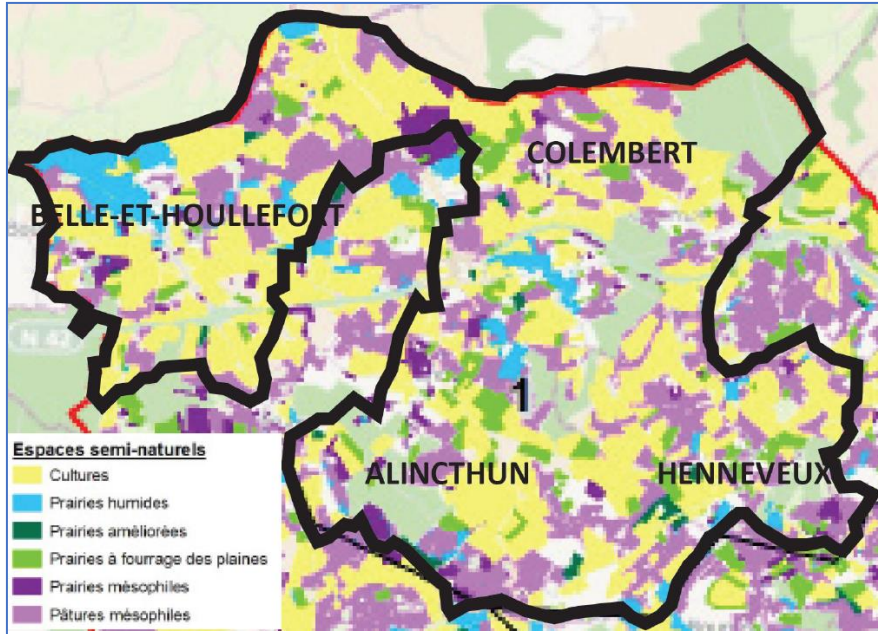 COLEMBERT
BELLE-ET-HOULLEFORT
N 42
1
ALINCTHUN
HENNEVEUX
Espaces semi-naturels
Cultures
Prairies humides
Prairies améliorées
Prairies à fourrage des plaines
Prairies mésophiles
Pâtures mésophiles